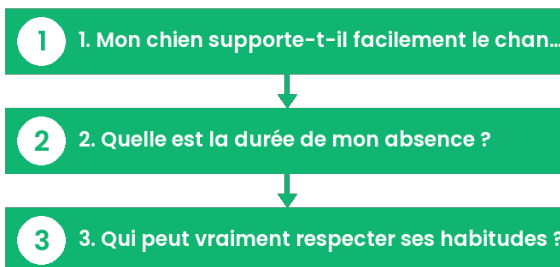 1
1. Mon chien supporte-t-il facilement le chan...
2
2. Quelle est la durée de mon absence ?
3
3. Qui peut vraiment respecter ses habitudes ?